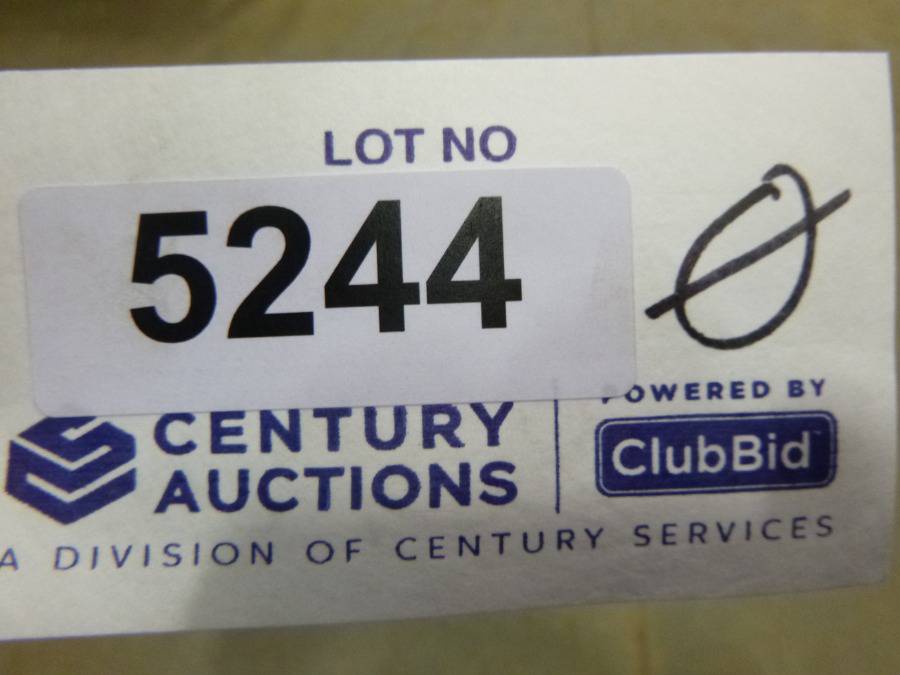 LOT NO
5244 Ø
CENTURY
AUCTIONS
POWERED BY
ClubBid
A DIVISION OF CENTURY SERVICES